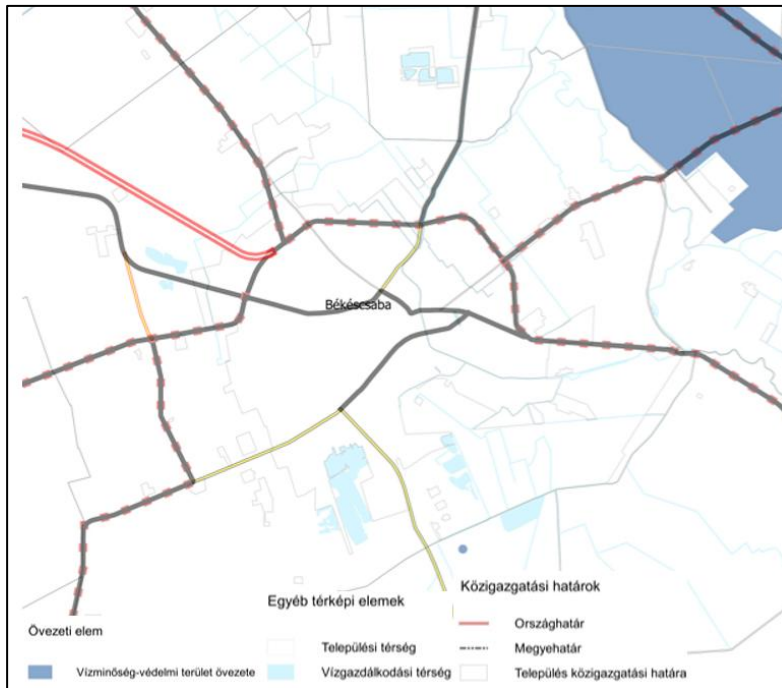 Békéscsaba
Övezeti elem
Vízminőség-védelmi terület övezete
Egyéb térképi elemek
Települési térség
Vízgazdálkodási térség
Közigazgatási határok
Országhatár
Megyehatár
Település közigazgatási határa